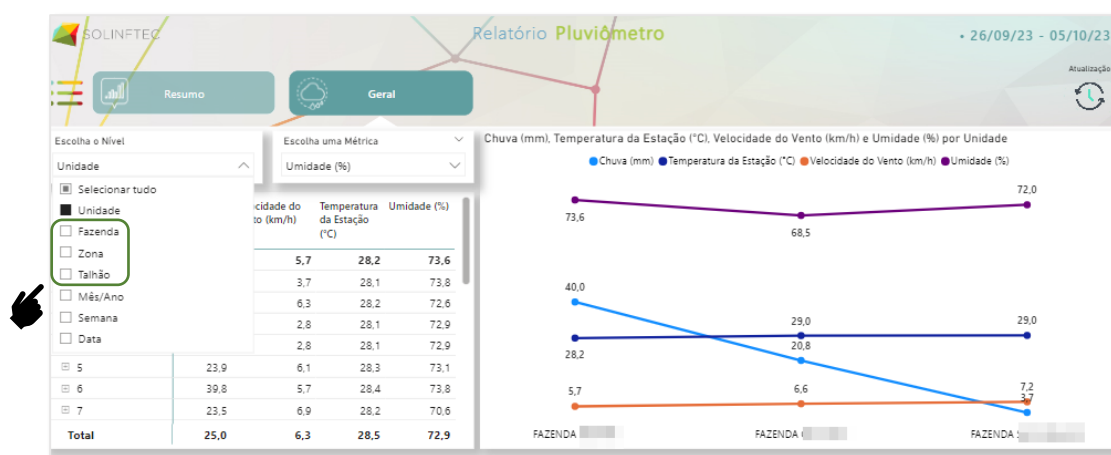 SOLINFTEC
Relatório Pluviômetro
• 26/09/23 - 05/10/23
Atualização
Resumo
Geral
Escolha o Nível
Unidade
Selecionar tudo
Unidade
Fazenda
Zona
Talhão
Mês/Ano
Semana
Data
Escolha uma Métrica
Umidade (%)
cidade do Temperatura Umidade (%)
to (km/h) da Estação
(°C)
5,7 28,2 73,6
3,7 28,1 73,8
6,3 28,2 72,6
2,8 28,1 72,9
2,8 28,1 72,9
5 23,9 6,1 28,3 73,1
6 39,8 5,7 28,4 73,8
7 23,5 6,9 28,2 70,6
Total 25,0 6,3 28,5 72,9
Chuva (mm), Temperatura da Estação (°C), Velocidade do Vento (km/h) e Umidade (%) por Unidade
Chuva (mm) Temperatura da Estação (°C) Velocidade do Vento (km/h) Umidade (%)
73,6 68,5 72,0
40,0 20,8 3,7
28,2 29,0 29,0
5,7 6,6 7,2
FAZENDA FAZENDA FAZENDA